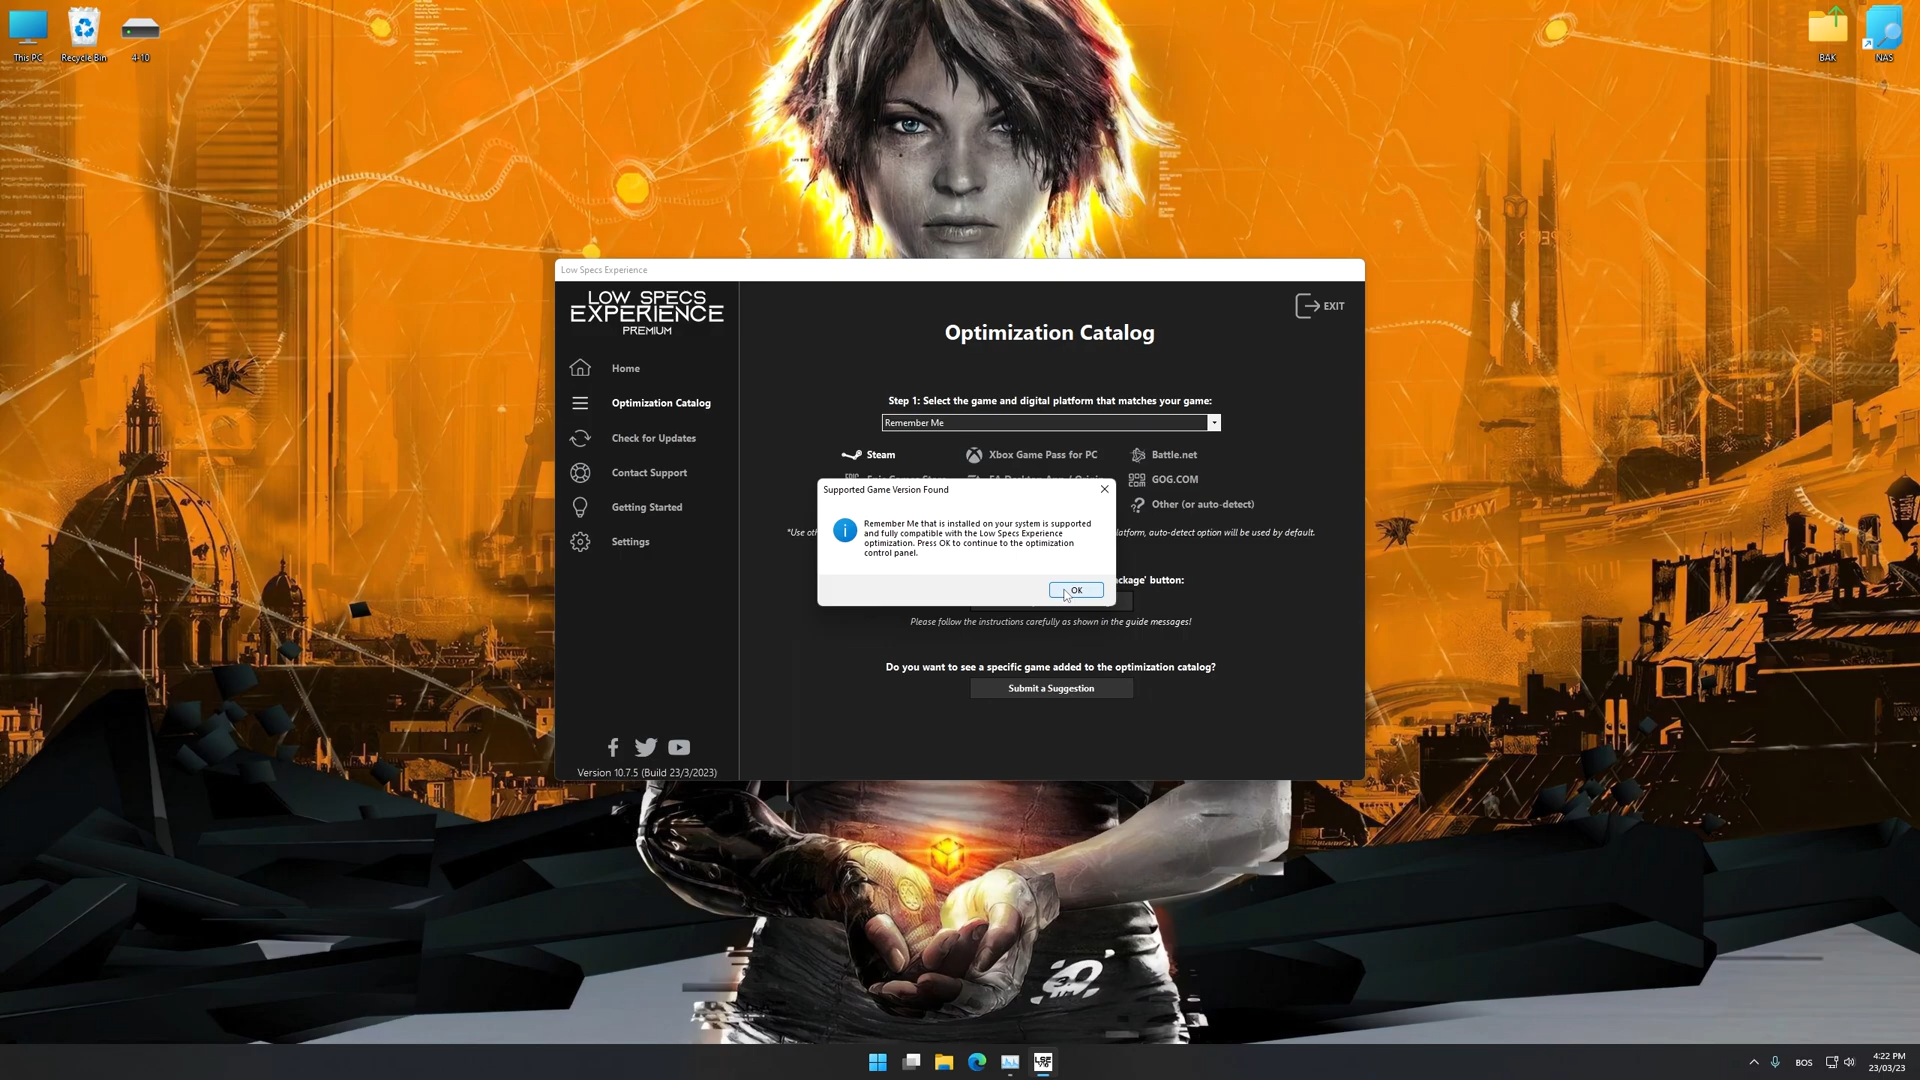 This PC
Recycle Bin
4-10
BAK
NAS
Low Specs Experience
LOW SPECS
EXPERIENCE
PREMIUM
EXIT
Home
Optimization Catalog
Check for Updates
Contact Support
Getting Started
Settings
Version 10.7.5 (Build 23/3/2023)
Optimization Catalog
Step 1: Select the game and digital platform that matches your game:
Remember Me
Steam
Xbox Game Pass for PC
Battle.net
GOG.COM
Other (or auto-detect)
*Use
latform, auto-detect option will be used by default.
Supported Game Version Found
Remember Me that is installed on your system is supported
and fully compatible with the Low Specs Experience
optimization. Press OK to continue to the optimization
control panel.
OK
ckage' button:
Please follow the instructions carefully as shown in the guide messages!
Do you want to see a specific game added to the optimization catalog?
Submit a Suggestion
LSE
BOS
4:22 PM
23/03/23